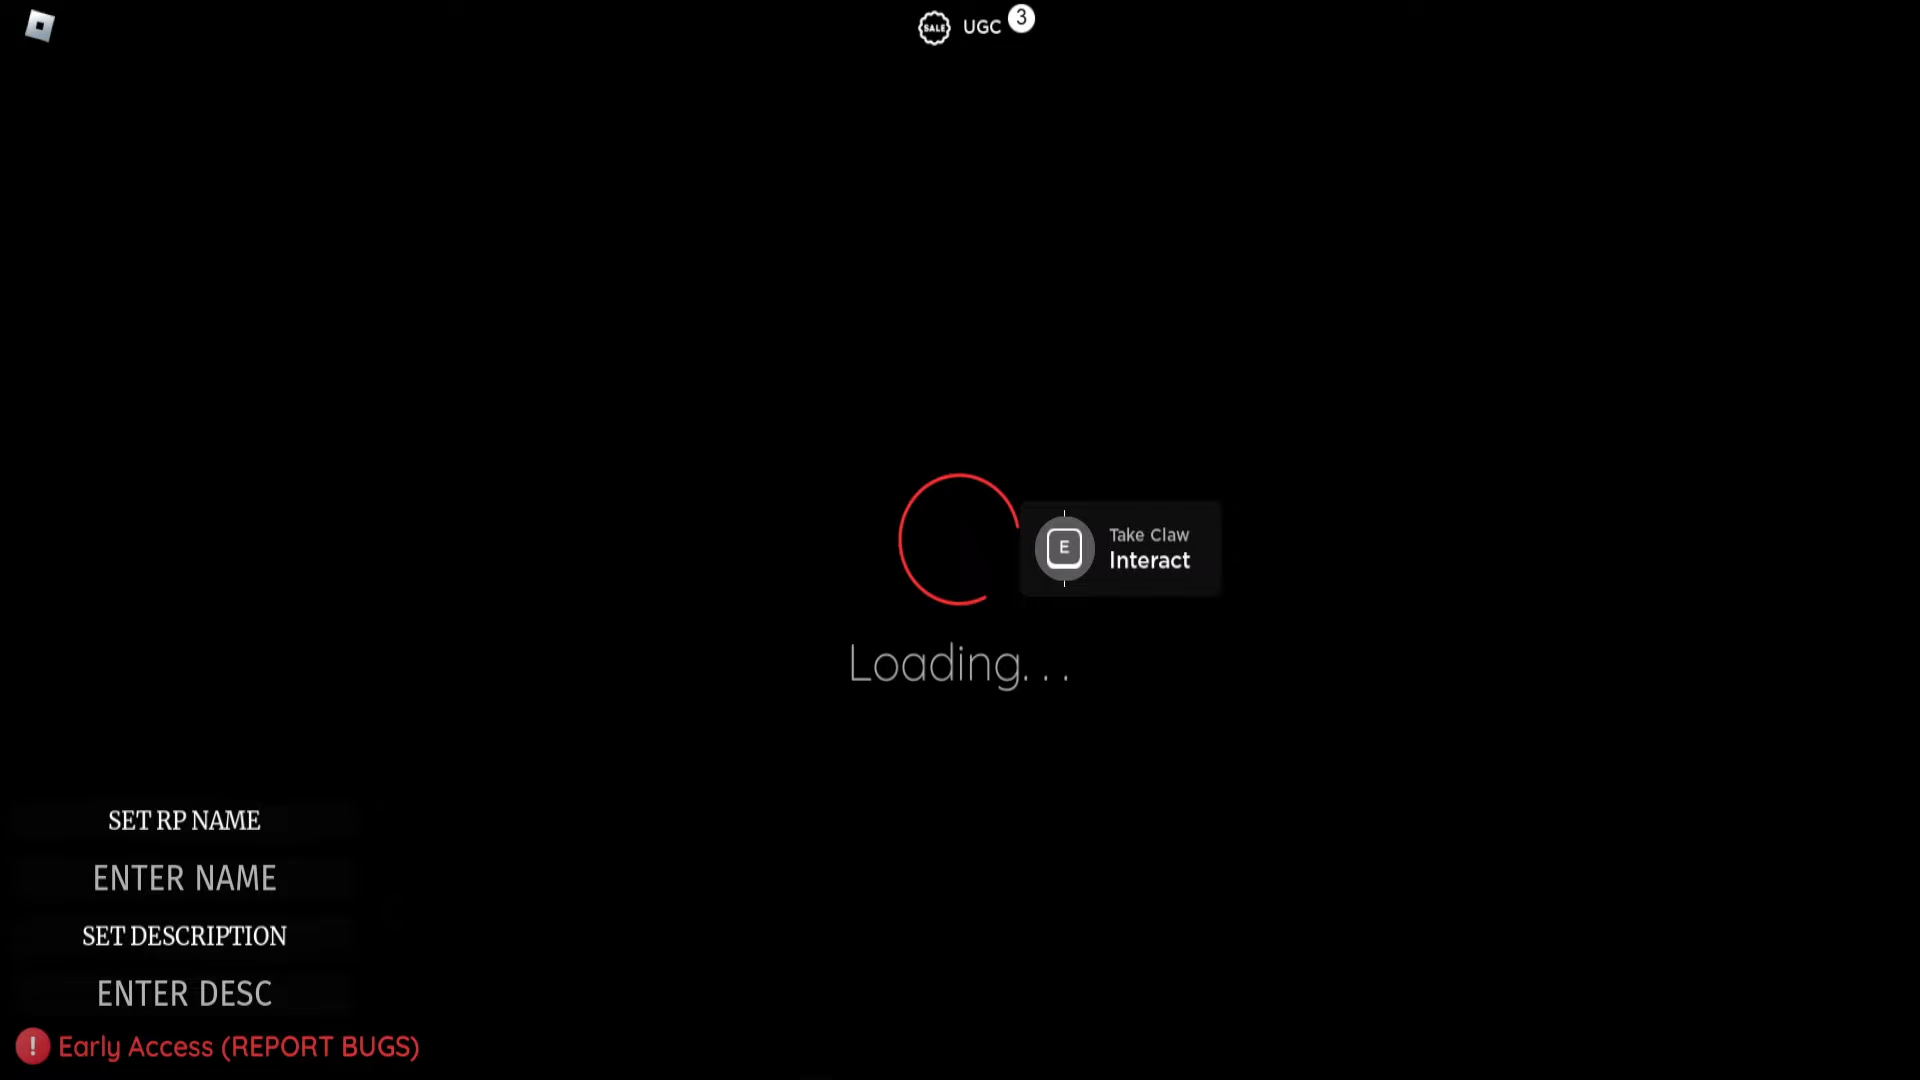 SALE UGC 3
E Take Claw
Interact
Loading...
SET RP NAME
ENTER NAME
SET DESCRIPTION
ENTER DESC
! Early Access (REPORT BUGS)